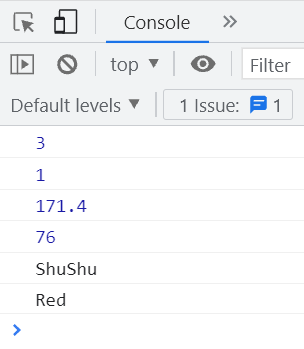 Console
top
Filter
Default levels
1 Issue: 1
3
1
171.4
76
ShuShu
Red